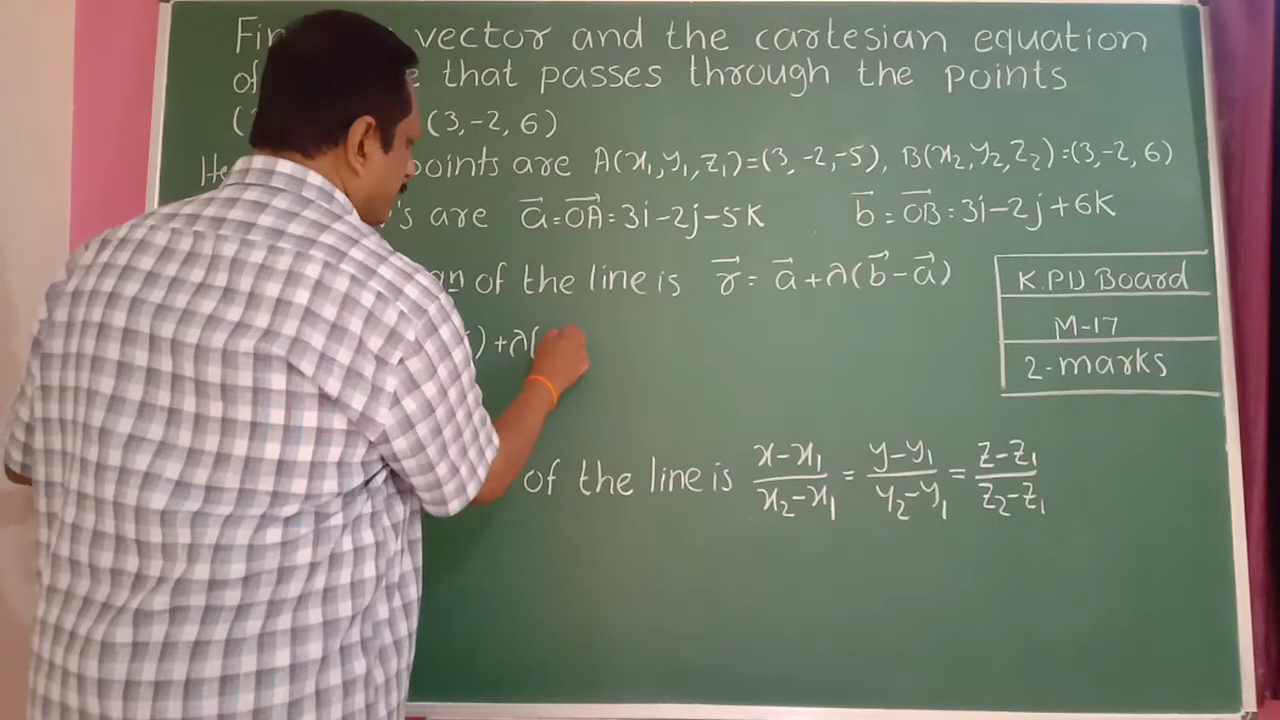 Fin vector and the cartesian equation
of e that passes through the points
( (3,-2, 6)
He points are A(x₁,y₁,z₁)=(3,-2,-5), B(x₂,y₂,z₂)=(3,-2,6)
's are a⃗=OA⃗=3i-2j-5k b⃗=OB⃗=3i-2j+6k
an of the line is r⃗=a⃗+λ(b⃗-a⃗)
)+λ(
of the line is (x-x₁)/(x₂-x₁) = (y-y₁)/(y₂-y₁) = (z-z₁)/(z₂-z₁)
K.PU Board
M-17
2-marks